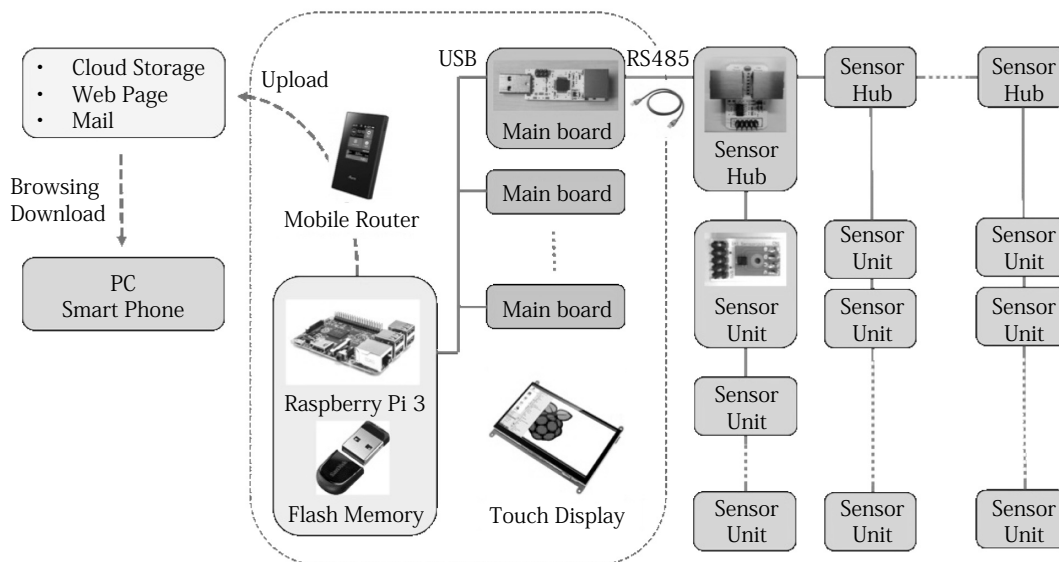 • Cloud Storage
• Web Page
• Mail
Upload
Browsing
Download
PC
Smart Phone
Mobile Router
Raspberry Pi 3
Flash Memory
USB
Main board
Main board
Main board
Touch Display
RS485
Sensor
Hub
Sensor
Unit
Sensor
Unit
Sensor
Unit
Sensor
Hub
Sensor
Unit
Sensor
Unit
Sensor
Unit
Sensor
Hub
Sensor
Unit
Sensor
Unit
Sensor
Unit